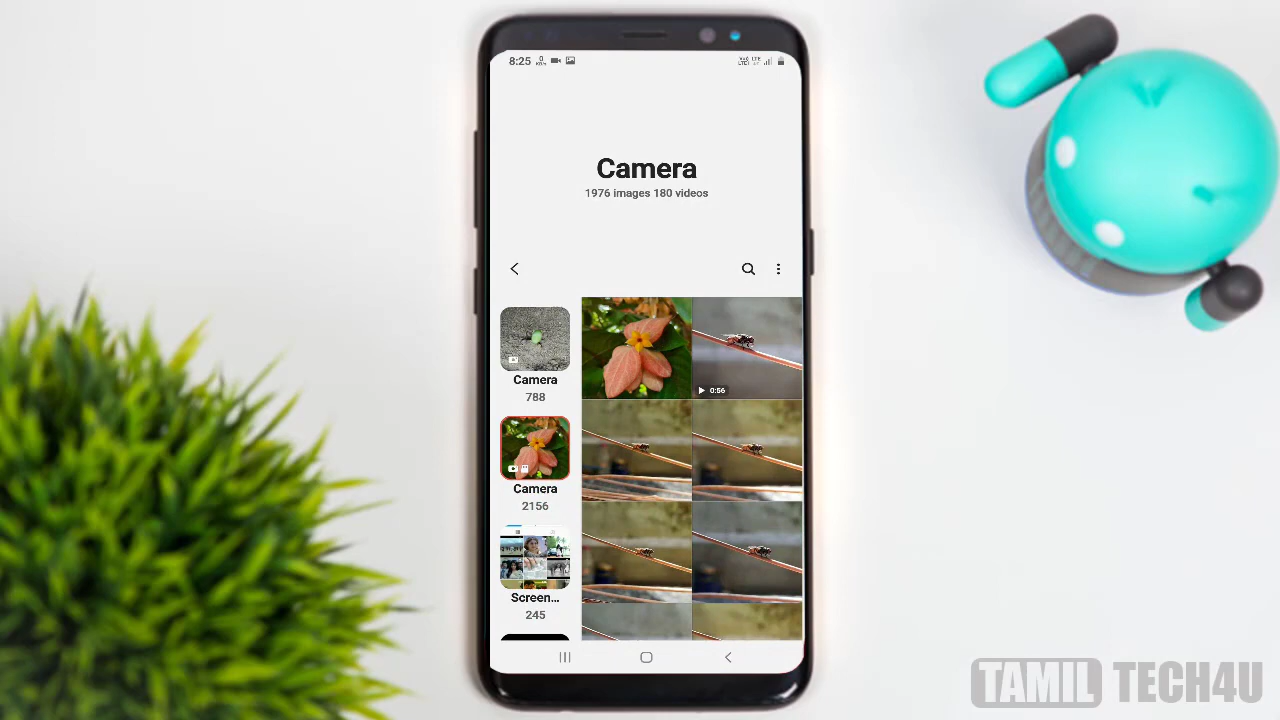 8:25
Camera
1976 images 180 videos
Camera
788
0:56
Camera
2156
Screen...
245
TAMIL TECH4U